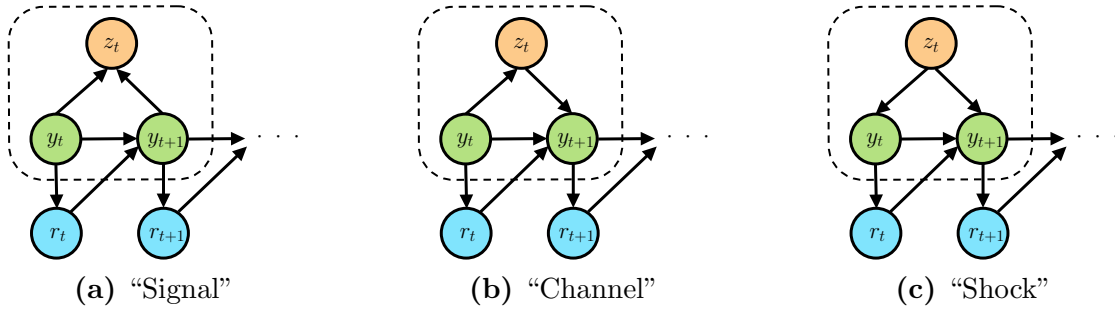 z_t z_t z_t
y_t y_{t+1} · · · y_t y_{t+1} · · · y_t y_{t+1} · · ·
r_t r_{t+1} r_t r_{t+1} r_t r_{t+1}
(a) “Signal” (b) “Channel” (c) “Shock”